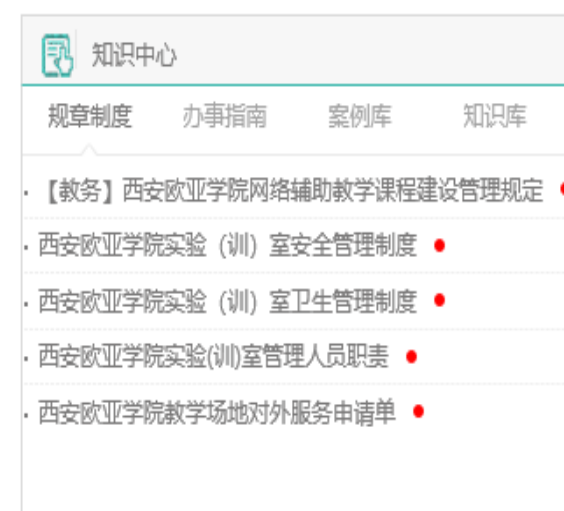 知识中心
规章制度 办事指南 案例库 知识库
· 【教务】西安欧亚学院网络辅助教学课程建设管理规定
· 西安欧亚学院实验（训）室安全管理制度
· 西安欧亚学院实验（训）室卫生管理制度
· 西安欧亚学院实验(训)室管理人员职责
· 西安欧亚学院教学场地对外服务申请单